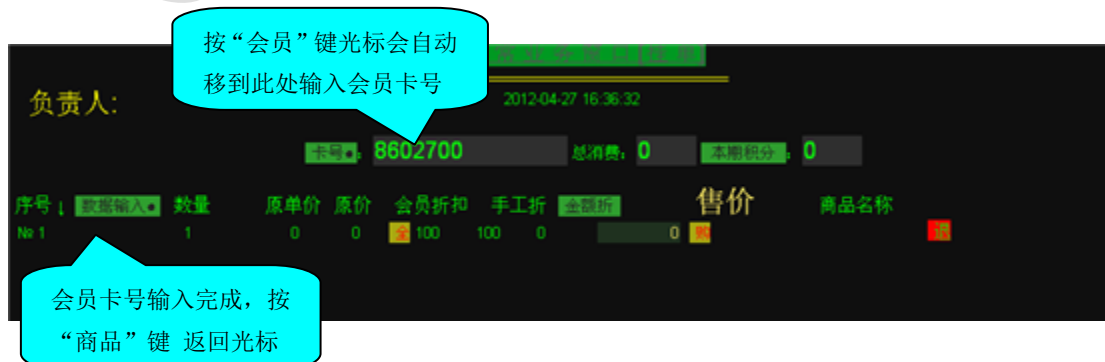 按“会员”键光标会自动
移到此处输入会员卡号
负责人:
2012-04-27 16:36:32
卡号●: 8602700 总消费: 0 本期积分: 0
序号↓ 数据输入● 数量 原单价 原价 会员折扣 手工折 金额折 售价 商品名称
№ 1 1 0 0 全 100 100 0 0 购 退
会员卡号输入完成，按
“商品”键 返回光标